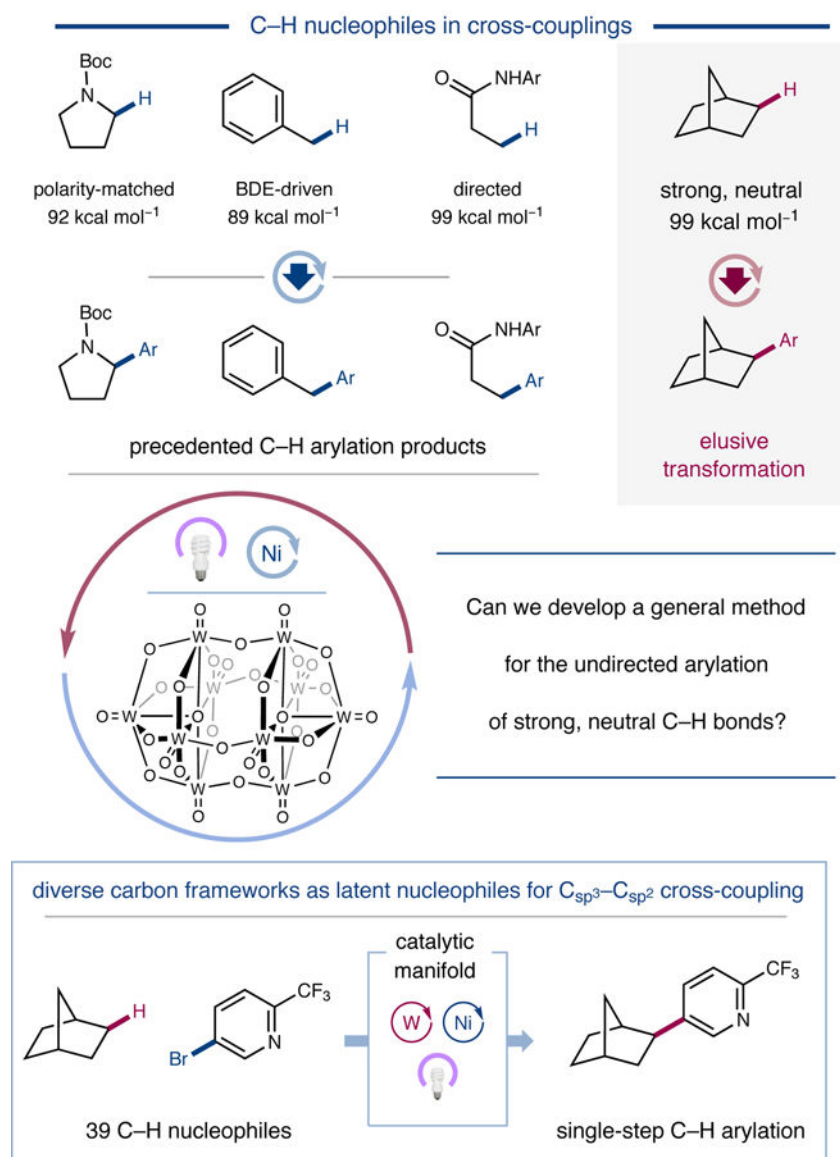 C–H nucleophiles in cross-couplings
Boc
N
H
H
O
NHAr
H
H
polarity-matched
92 kcal mol⁻¹
BDE-driven
89 kcal mol⁻¹
directed
99 kcal mol⁻¹
strong, neutral
99 kcal mol⁻¹
Boc
N
Ar
Ar
O
NHAr
Ar
Ar
precedented C–H arylation products
elusive
transformation
Ni
O O
W O W
O O O O O O
O O O W O W O O
O=W O O O O W=O
O W O W O
O O O O O O
W O W
O O
Can we develop a general method
for the undirected arylation
of strong, neutral C–H bonds?
diverse carbon frameworks as latent nucleophiles for Csp³–Csp² cross-coupling
H
Br
N
CF₃
catalytic
manifold
W
Ni
N
CF₃
39 C–H nucleophiles
single-step C–H arylation